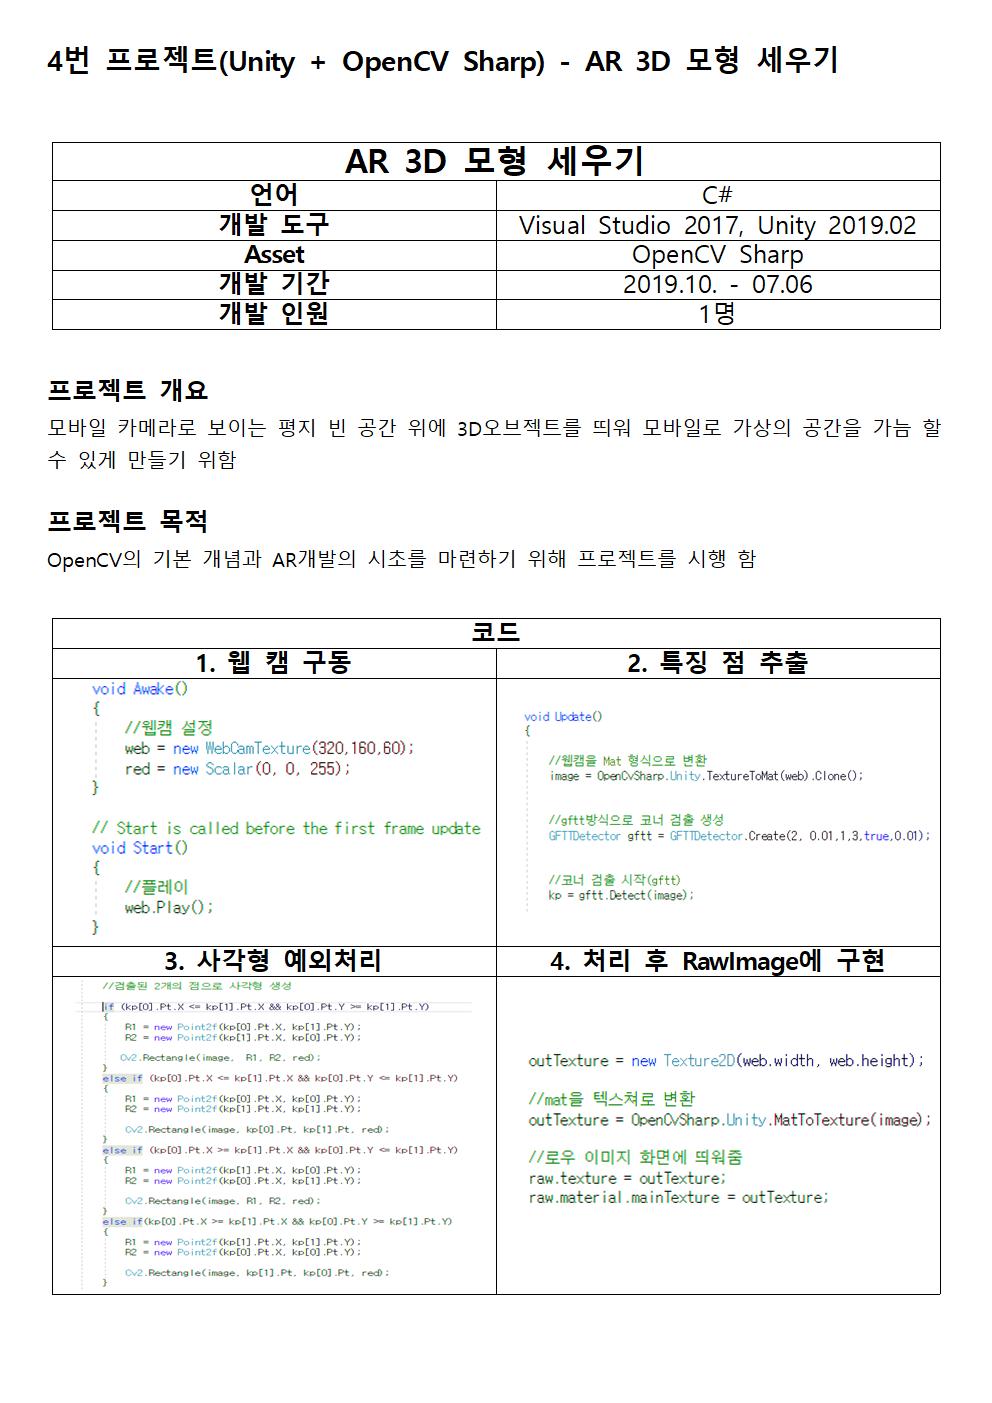 4번 프로젝트(Unity + OpenCV Sharp) - AR 3D 모형 세우기
AR 3D 모형 세우기
언어 C#
개발 도구 Visual Studio 2017, Unity 2019.02
Asset OpenCV Sharp
개발 기간 2019.10. - 07.06
개발 인원 1명
프로젝트 개요
모바일 카메라로 보이는 평지 빈 공간 위에 3D오브젝트를 띄워 모바일로 가상의 공간을 가늠 할
수 있게 만들기 위함
프로젝트 목적
OpenCV의 기본 개념과 AR개발의 시초를 마련하기 위해 프로젝트를 시행 함
코드
1. 웹 캠 구동
void Awake()
{
//웹캠 설정
web = new WebCamTexture(320,160,60);
red = new Scalar(0, 0, 255);
}
// Start is called before the first frame update
void Start()
{
//플레이
web.Play();
}
2. 특징 점 추출
void Update()
{
//웹캠을 Mat 형식으로 변환
image = OpenCvSharp.Unity.TextureToMat(web).Clone();
//gftt방식으로 코너 검출 생성
GFTTDetector gftt = GFTTDetector.Create(2, 0.01,1,3,true,0.01);
//코너 검출 시작(gftt)
kp = gftt.Detect(image);
3. 사각형 예외처리
//검출된 2개의 점으로 사각형 생성
if (kp[0].Pt.X <= kp[1].Pt.X && kp[0].Pt.Y >= kp[1].Pt.Y)
{
R1 = new Point2f(kp[0].Pt.X, kp[1].Pt.Y);
R2 = new Point2f(kp[1].Pt.X, kp[0].Pt.Y);
Cv2.Rectangle(image, R1, R2, red);
}
else if (kp[0].Pt.X <= kp[1].Pt.X && kp[0].Pt.Y <= kp[1].Pt.Y)
{
R1 = new Point2f(kp[0].Pt.X, kp[1].Pt.Y);
R2 = new Point2f(kp[1].Pt.X, kp[0].Pt.Y);
Cv2.Rectangle(image, kp[0].Pt, kp[1].Pt, red);
}
else if (kp[0].Pt.X >= kp[1].Pt.X && kp[0].Pt.Y <= kp[1].Pt.Y)
{
R1 = new Point2f(kp[1].Pt.X, kp[0].Pt.Y);
R2 = new Point2f(kp[0].Pt.X, kp[1].Pt.Y);
Cv2.Rectangle(image, R1, R2, red);
}
else if(kp[0].Pt.X >= kp[1].Pt.X && kp[0].Pt.Y >= kp[1].Pt.Y)
{
R1 = new Point2f(kp[0].Pt.X, kp[1].Pt.Y);
R2 = new Point2f(kp[1].Pt.X, kp[0].Pt.Y);
Cv2.Rectangle(image, kp[1].Pt, kp[0].Pt, red);
}
4. 처리 후 RawImage에 구현
outTexture = new Texture2D(web.width, web.height);
//mat을 텍스쳐로 변환
outTexture = OpenCvSharp.Unity.MatToTexture(image);
//로우 이미지 화면에 띄워줌
raw.texture = outTexture;
raw.material.mainTexture = outTexture;